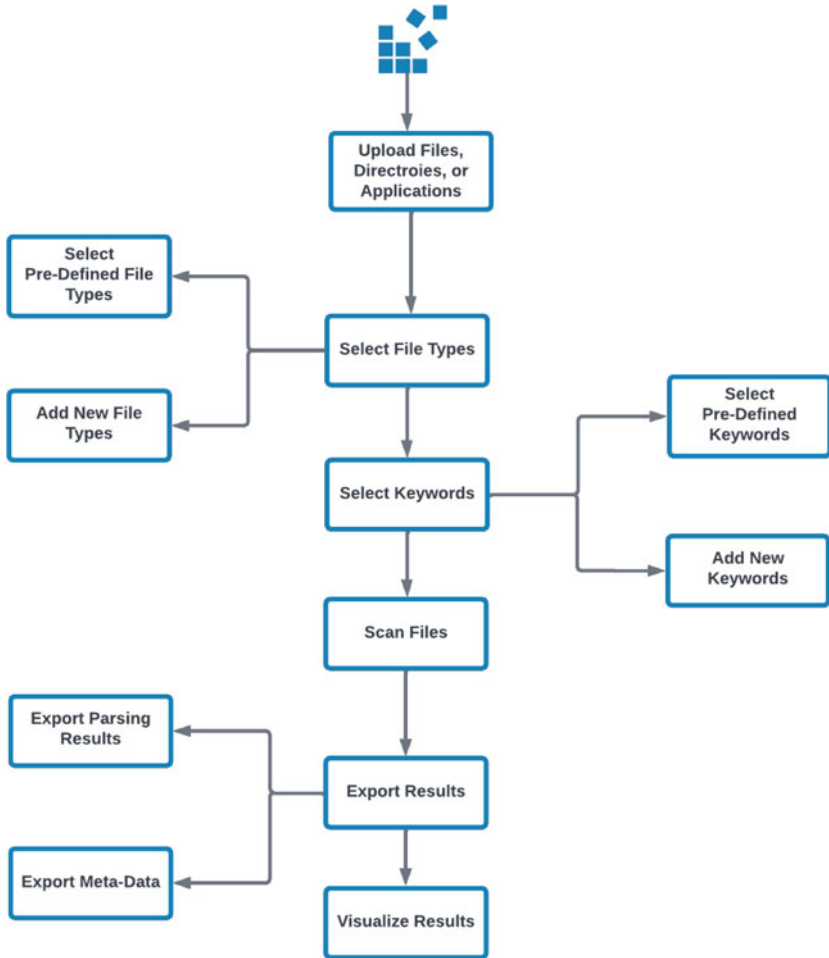 Upload Files,
Directroies, or
Applications
Select
Pre-Defined File
Types
Select File Types
Add New File
Types
Select
Pre-Defined
Keywords
Select Keywords
Add New
Keywords
Scan Files
Export Parsing
Results
Export Results
Export Meta-Data
Visualize Results